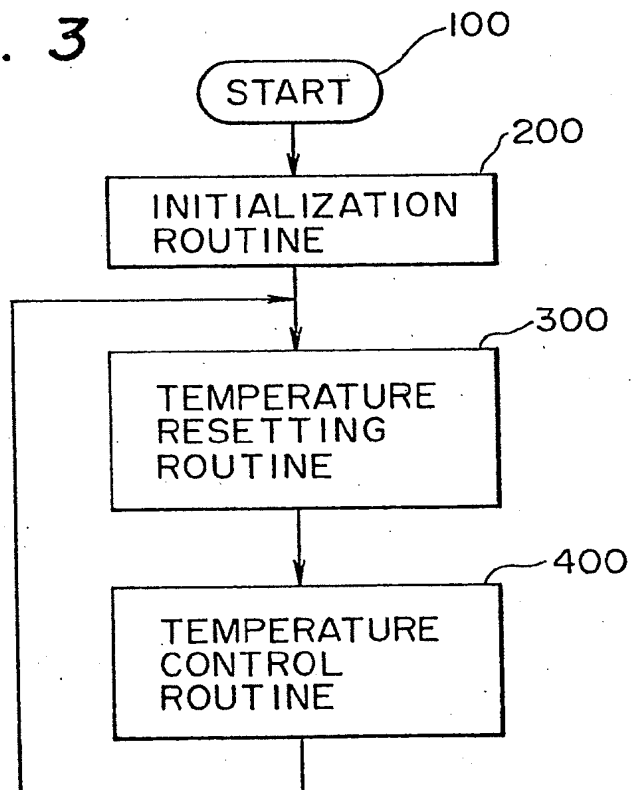 . 3
100
START
200
INITIALIZATION
ROUTINE
300
TEMPERATURE
RESETTING
ROUTINE
400
TEMPERATURE
CONTROL
ROUTINE